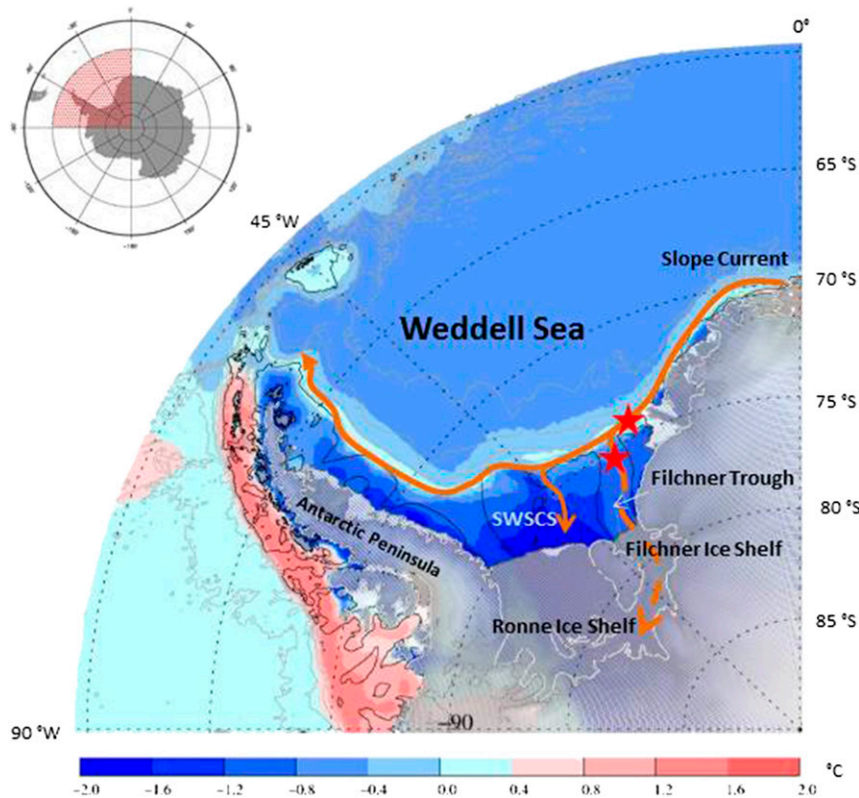 0°
0°
45 °W
65 °S
Slope Current
70 °S
Weddell Sea
75 °S
Filchner Trough
SWSCS
80 °S
Antarctic Peninsula
Filchner Ice Shelf
Ronne Ice Shelf
85 °S
-90
90 °W
°C
-2.0 -1.6 -1.2 -0.8 -0.4 0.0 0.4 0.8 1.2 1.6 2.0